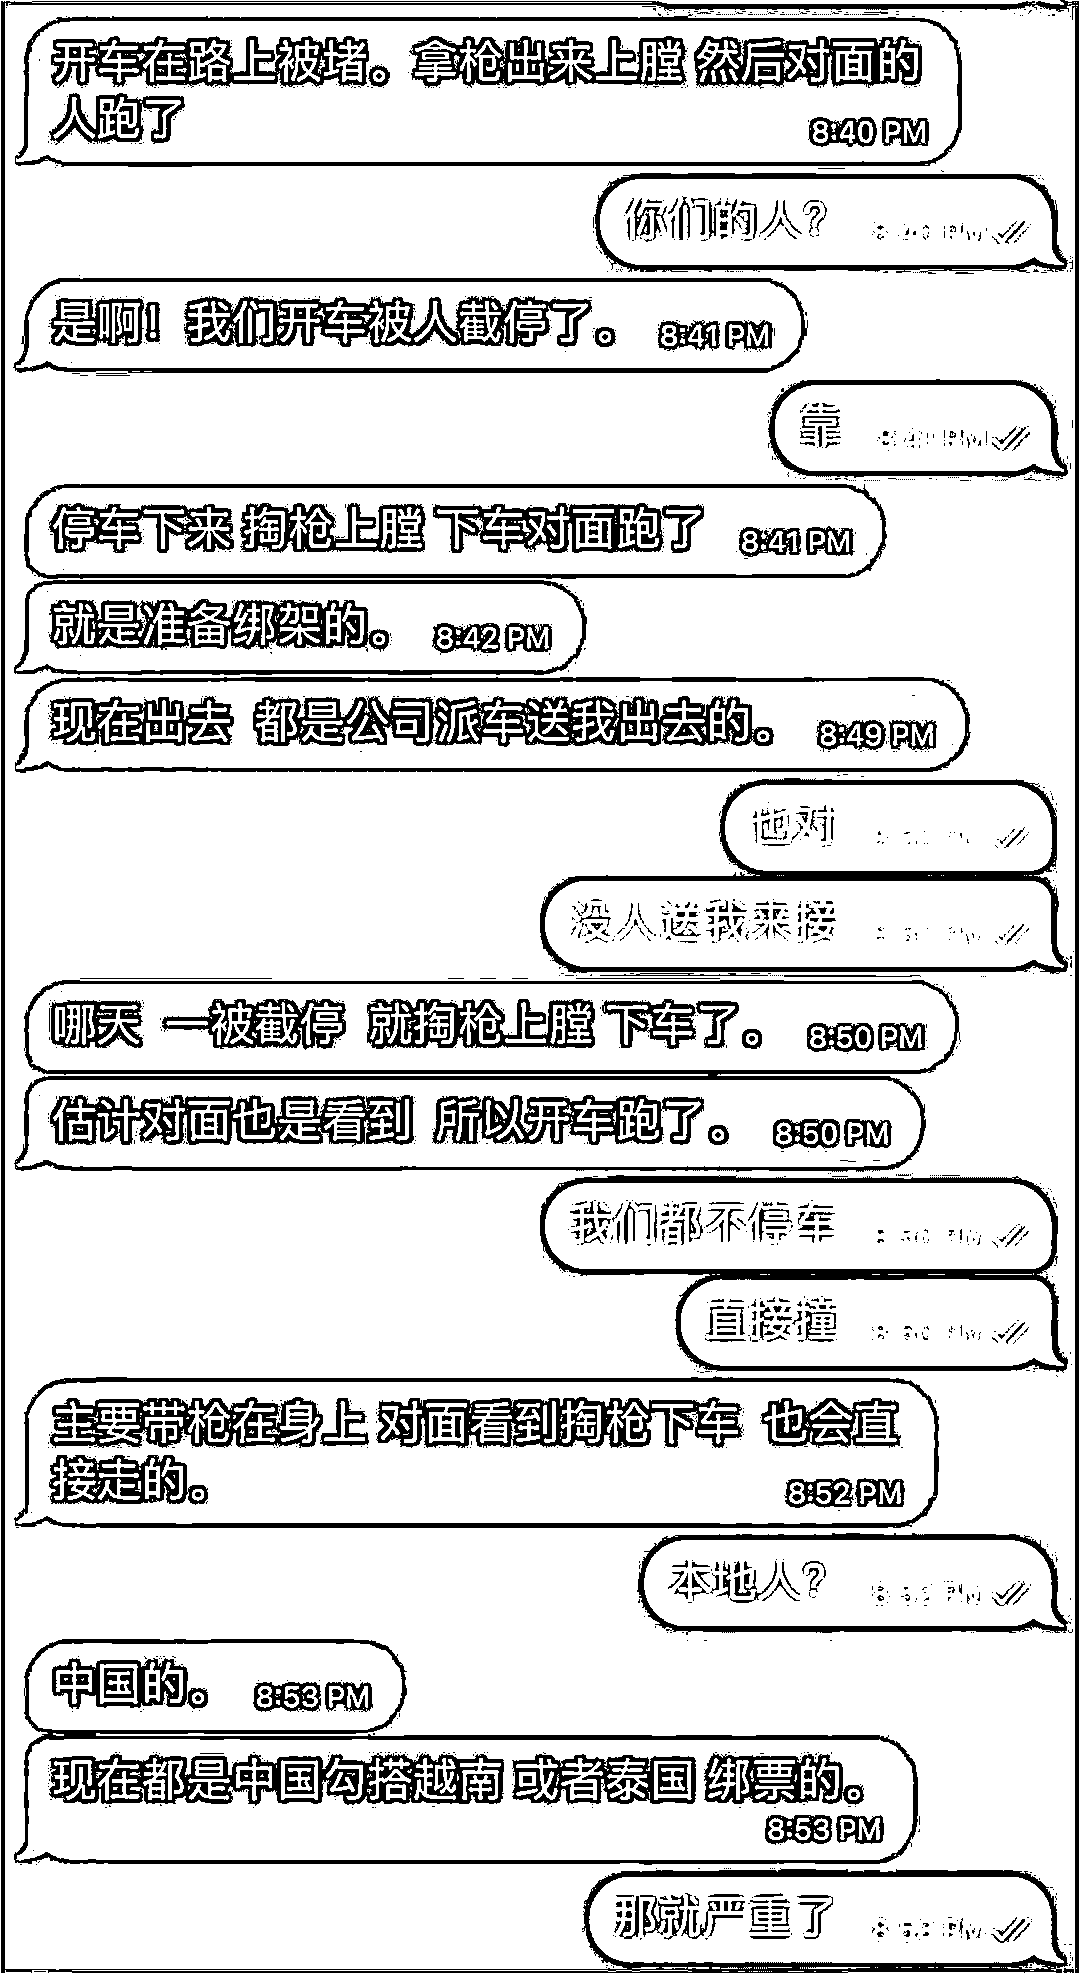 开车在路上被堵。拿枪出来上膛 然后对面的
人跑了
8:40 PM
你们的人？
是啊！我们开车被人截停了。 8:41 PM
靠
停车下来 掏枪上膛 下车对面跑了 8:41 PM
就是准备绑架的。 8:42 PM
现在出去 都是公司派车送我出去的。 8:49 PM
也对
没人送我来接
哪天 一被截停 就掏枪上膛 下车了。 8:50 PM
估计对面也是看到 所以开车跑了。 8:50 PM
我们都不停车
直接撞
主要带枪在身上 对面看到掏枪下车 也会直
接走的。
8:52 PM
本地人？
中国的。 8:53 PM
现在都是中国勾搭越南 或者泰国 绑票的。
8:53 PM
那就严重了 8:53 PM